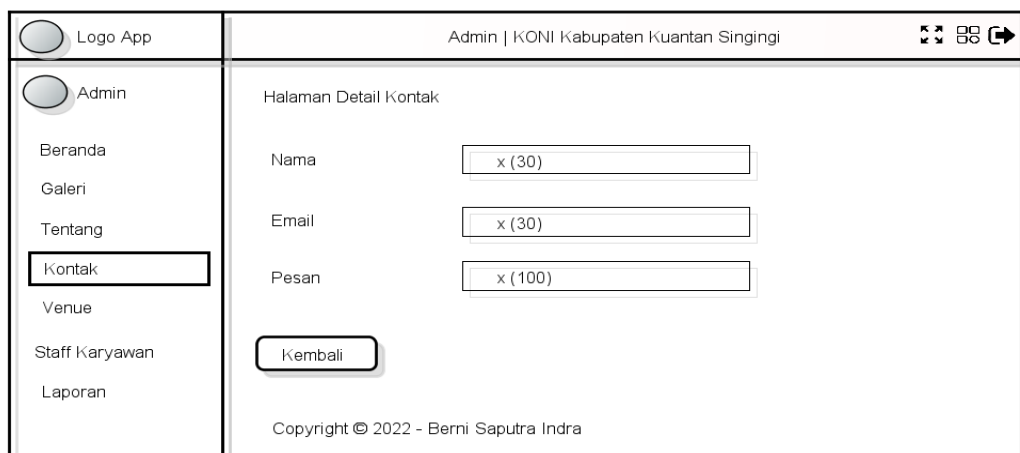 Logo App
Admin | KONI Kabupaten Kuantan Singingi
Admin
Beranda
Galeri
Tentang
Kontak
Venue
Staff Karyawan
Laporan
Halaman Detail Kontak
Nama x (30)
Email x (30)
Pesan x (100)
Kembali
Copyright © 2022 - Berni Saputra Indra